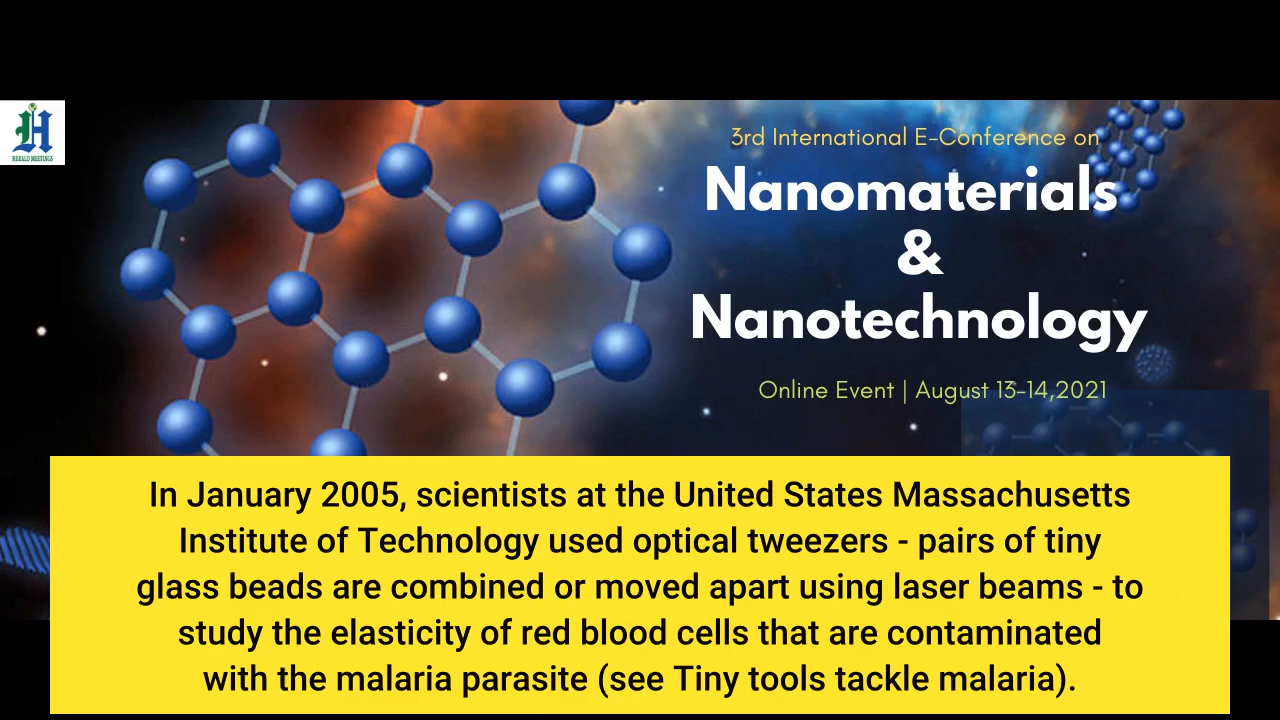 H
HERALD MEETINGS
3rd International E-Conference on
Nanomaterials
&
Nanotechnology
Online Event | August 13-14,2021
In January 2005, scientists at the United States Massachusetts
Institute of Technology used optical tweezers - pairs of tiny
glass beads are combined or moved apart using laser beams - to
study the elasticity of red blood cells that are contaminated
with the malaria parasite (see Tiny tools tackle malaria).